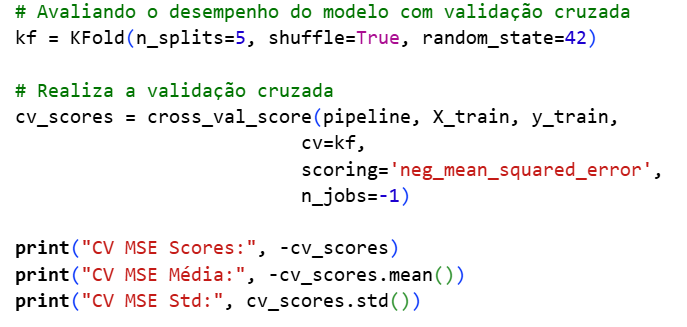 # Avaliando o desempenho do modelo com validação cruzada
kf = KFold(n_splits=5, shuffle=True, random_state=42)
# Realiza a validação cruzada
cv_scores = cross_val_score(pipeline, X_train, y_train,
cv=kf,
scoring='neg_mean_squared_error',
n_jobs=-1)
print("CV MSE Scores:", -cv_scores)
print("CV MSE Média:", -cv_scores.mean())
print("CV MSE Std:", cv_scores.std())